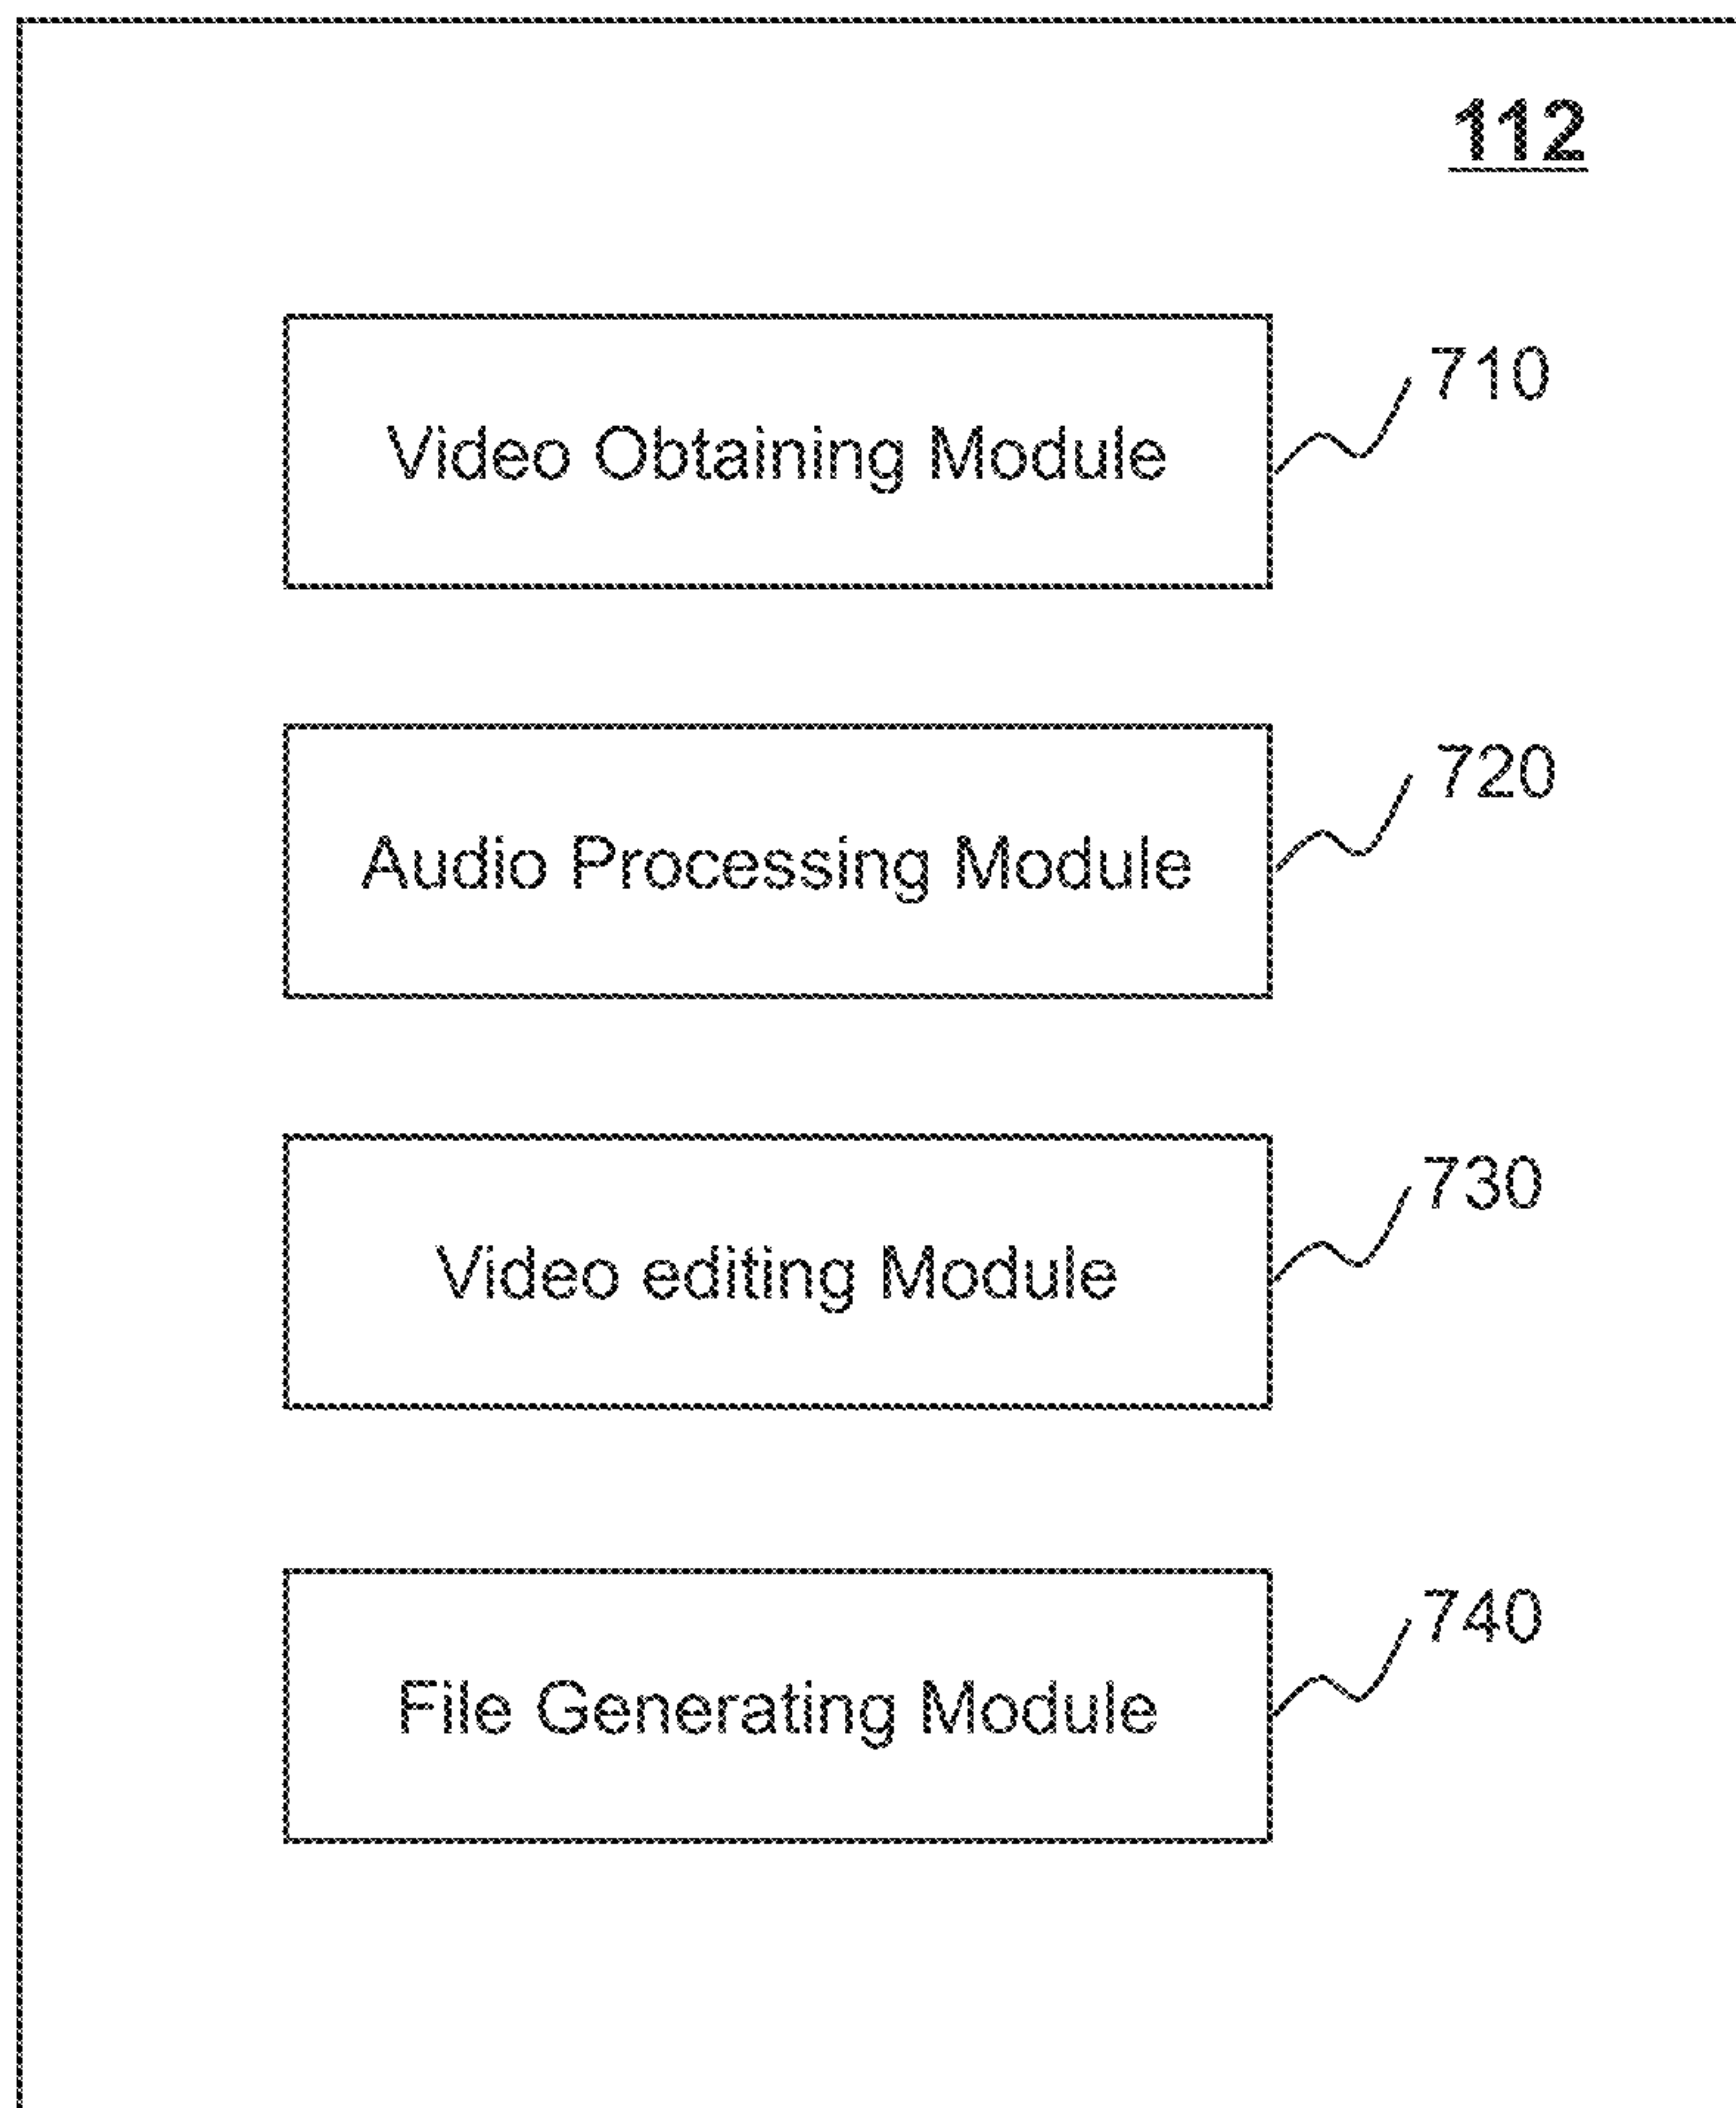 112
710
Video Obtaining Module
720
Audio Processing Module
730
Video editing Module
740
File Generating Module